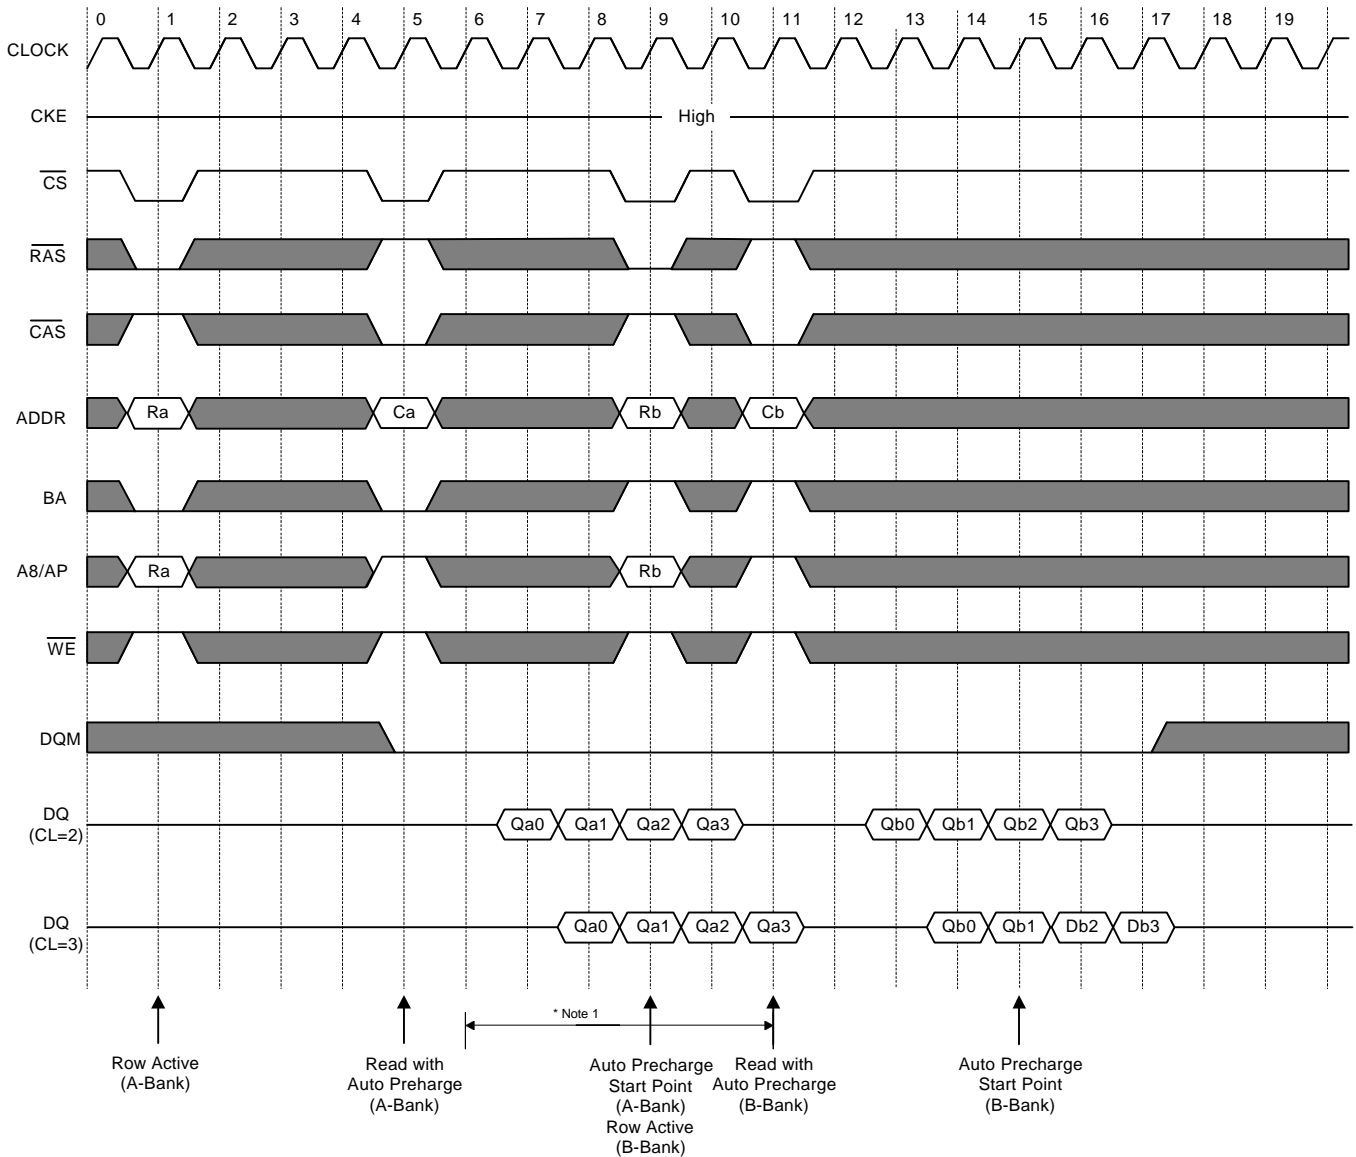 0 1 2 3 4 5 6 7 8 9 10 11 12 13 14 15 16 17 18 19
CLOCK
CKE High
CS
RAS
CAS
ADDR Ra Ca Rb Cb
BA
A8/AP Ra Rb
WE
DQM
DQ
(CL=2)
Qa0 Qa1 Qa2 Qa3 Qb0 Qb1 Qb2 Qb3
DQ
(CL=3)
Qa0 Qa1 Qa2 Qa3 Qb0 Qb1 Db2 Db3
* Note 1
Row Active
(A-Bank)
Read with
Auto Preharge
(A-Bank)
Auto Precharge
Start Point
(A-Bank)
Row Active
(B-Bank)
Read with
Auto Precharge
(B-Bank)
Auto Precharge
Start Point
(B-Bank)